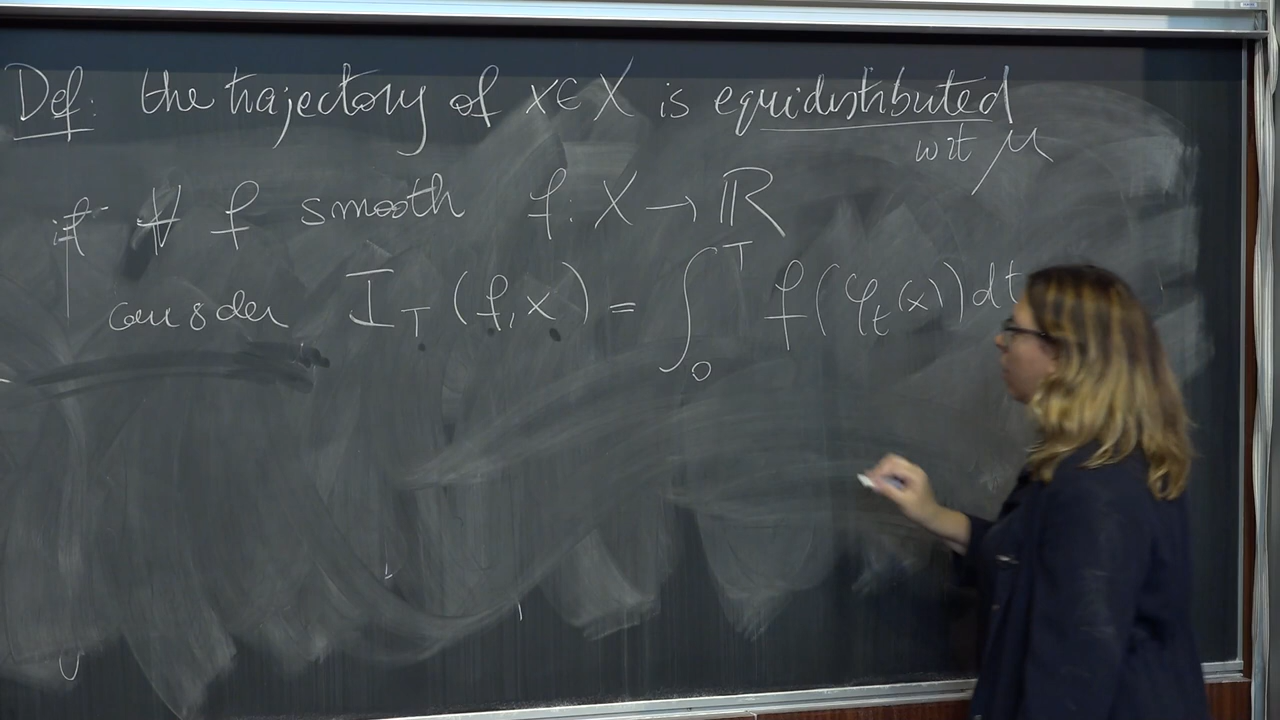 Def: the trajectory of x ∈ X is equidistributed
wrt μ
if ∀ f smooth f: X → ℝ
consider I_T (f, x) = ∫_0^T f(φ_t(x)) dt